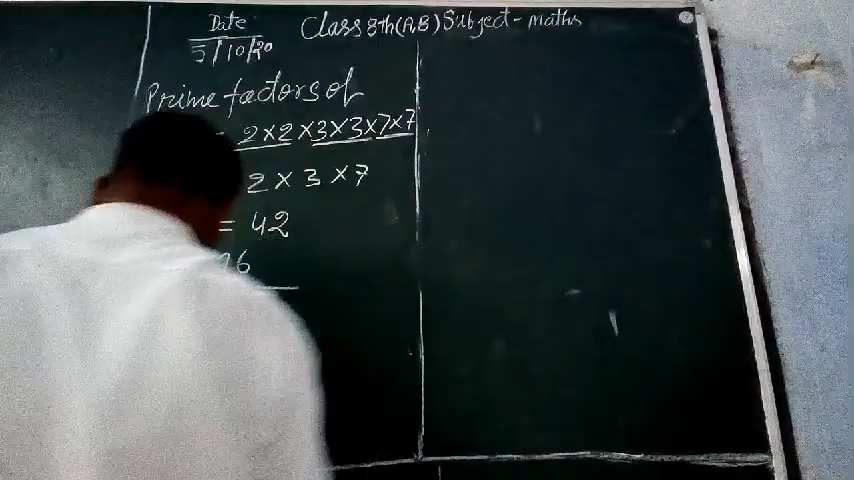 Date Class 8th (A,B) Subject - maths
5/10/20
Prime factors of
= 2×2×3×3×7×7
2 × 3 × 7
= 42
96